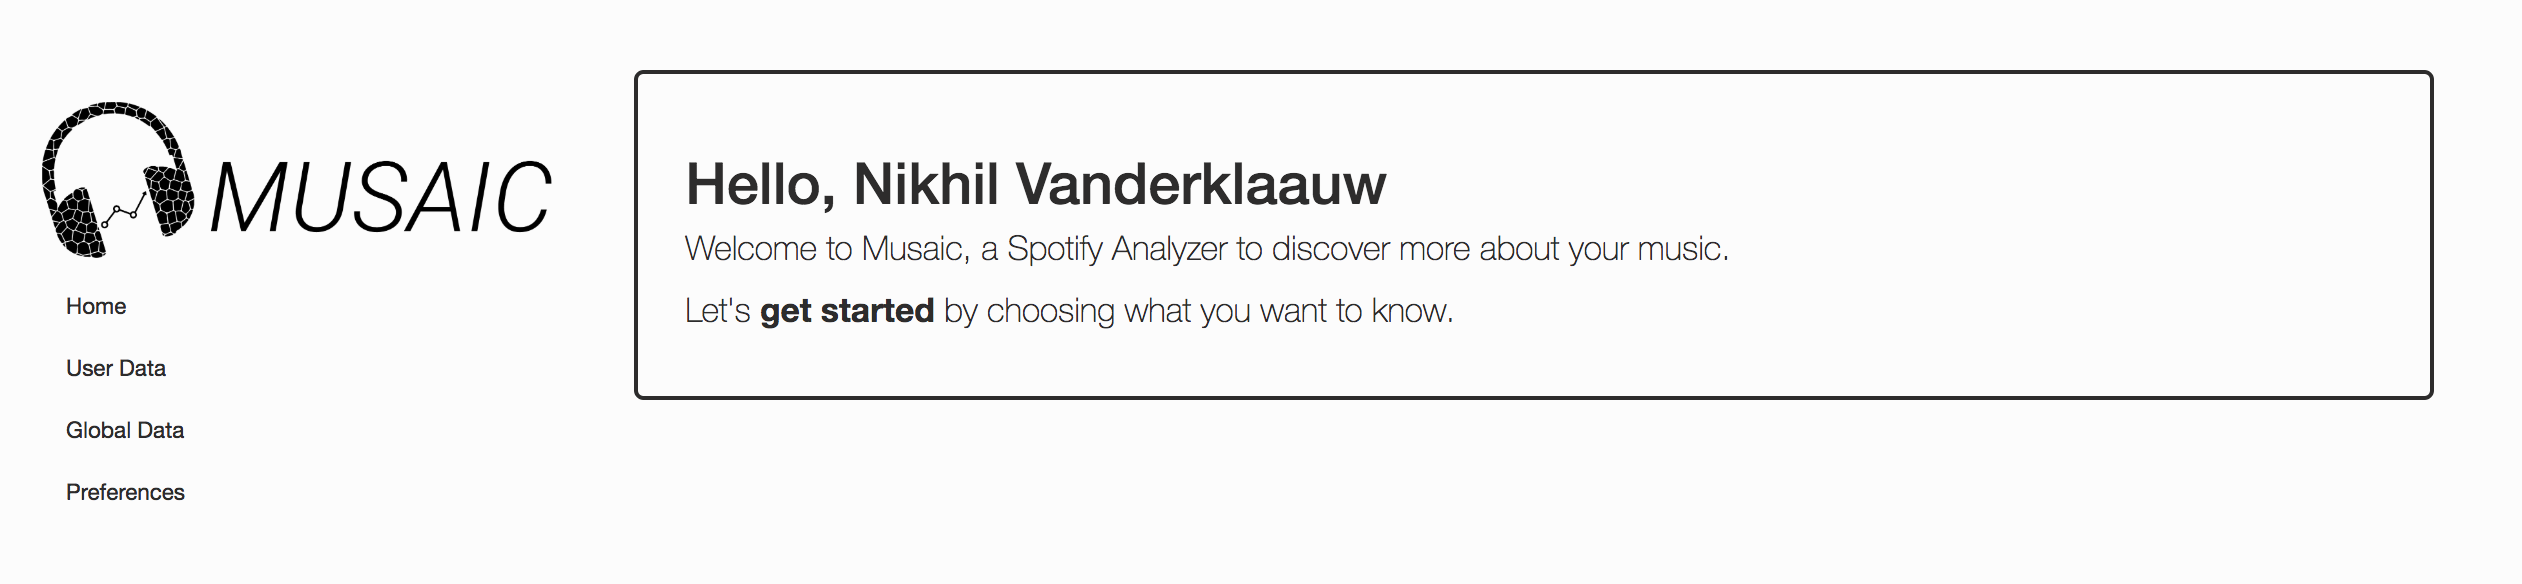 MUSAIC
Home
User Data
Global Data
Preferences
Hello, Nikhil Vanderklaauw
Welcome to Musaic, a Spotify Analyzer to discover more about your music.
Let's get started by choosing what you want to know.